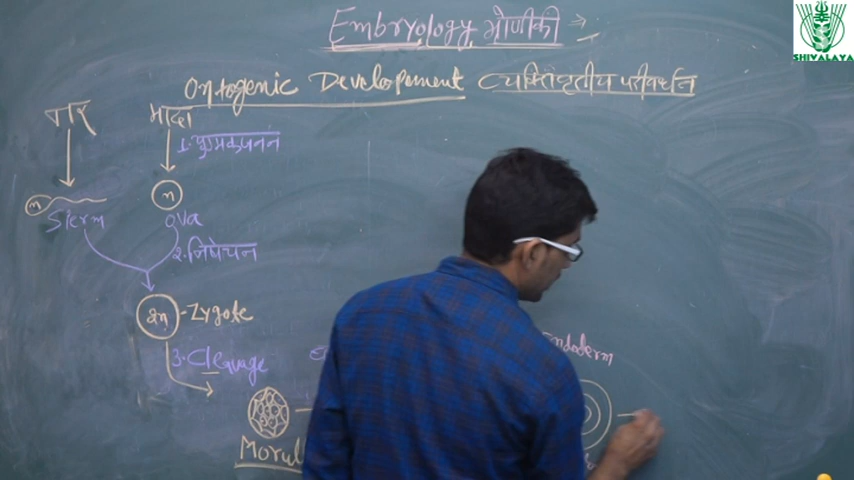 Embryology भ्रौणीकी →
Ontogenic Development व्यक्तिवृतीय परिवर्धन
नर मादा
1. युग्मकजनन
n n
Sperm Ova
2. निषेचन
2n - Zygote
3. Cleavage
Endoderm
Morul
SHIVALAYA